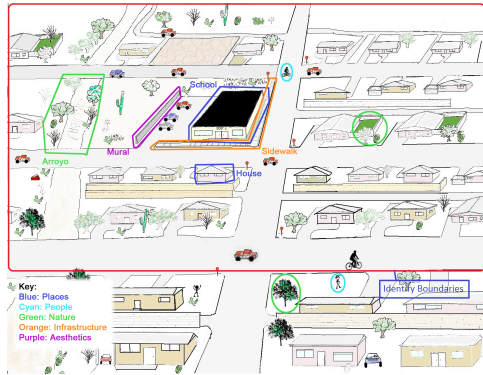 School
Arroyo
Mural
Sidewalk
House
Identity Boundaries
Key:
Blue: Places
Cyan: People
Green: Nature
Orange: Infrastructure
Purple: Aesthetics